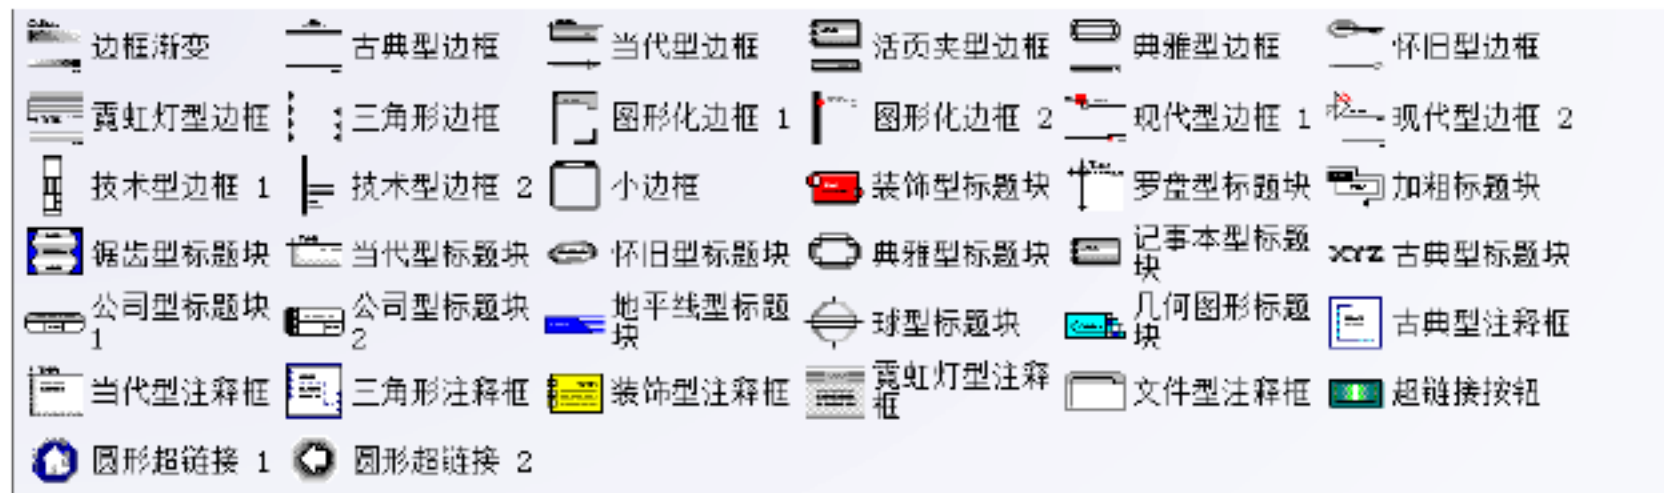 边框渐变 古典型边框 当代型边框 活页夹型边框 典雅型边框 怀旧型边框
霓虹灯型边框 三角形边框 图形化边框 1 图形化边框 2 现代型边框 1 现代型边框 2
技术型边框 1 技术型边框 2 小边框 装饰型标题块 罗盘型标题块 加粗标题块
锯齿型标题块 当代型标题块 怀旧型标题块 典雅型标题块 记事本型标题块 XYZ 古典型标题块
公司型标题块 1 公司型标题块 2 地平线型标题块 球型标题块 几何图形标题块 古典型注释框
当代型注释框 三角形注释框 装饰型注释框 霓虹灯型注释框 文件型注释框 超链接按钮
圆形超链接 1 圆形超链接 2